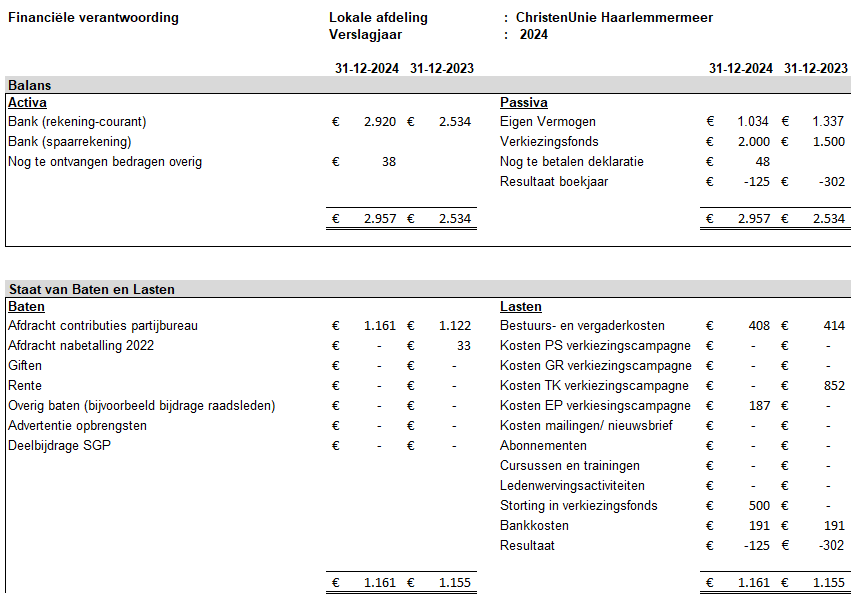 Financiële verantwoording Lokale afdeling : ChristenUnie Haarlemmermeer
Verslagjaar : 2024
31-12-2024 31-12-2023 31-12-2024 31-12-2023
Balans
Activa Passiva
Bank (rekening-courant) € 2.920 € 2.534 Eigen Vermogen € 1.034 € 1.337
Bank (spaarrekening) Verkiezingsfonds € 2.000 € 1.500
Nog te ontvangen bedragen overig € 38 Nog te betalen deklaratie € 48
Resultaat boekjaar € -125 € -302
€ 2.957 € 2.534 € 2.957 € 2.534
Staat van Baten en Lasten
Baten Lasten
Afdracht contributies partijbureau € 1.161 € 1.122 Bestuurs- en vergaderkosten € 408 € 414
Afdracht nabetalling 2022 € - € 33 Kosten PS verkiezingscampagne € - € -
Giften € - € - Kosten GR verkiezingscampagne € - € -
Rente € - € - Kosten TK verkiezingscampagne € - € 852
Overig baten (bijvoorbeeld bijdrage raadsleden) € - € - Kosten EP verkiesingscampagne € 187 € -
Advertentie opbrengsten € - € - Kosten mailingen/ nieuwsbrief € - € -
Deelbijdrage SGP € - € - Abonnementen € - € -
Cursussen en trainingen € - € -
Ledenwervingsactiviteiten € - € -
Storting in verkiezingsfonds € 500 € -
Bankkosten € 191 € 191
Resultaat € -125 € -302
€ 1.161 € 1.155 € 1.161 € 1.155